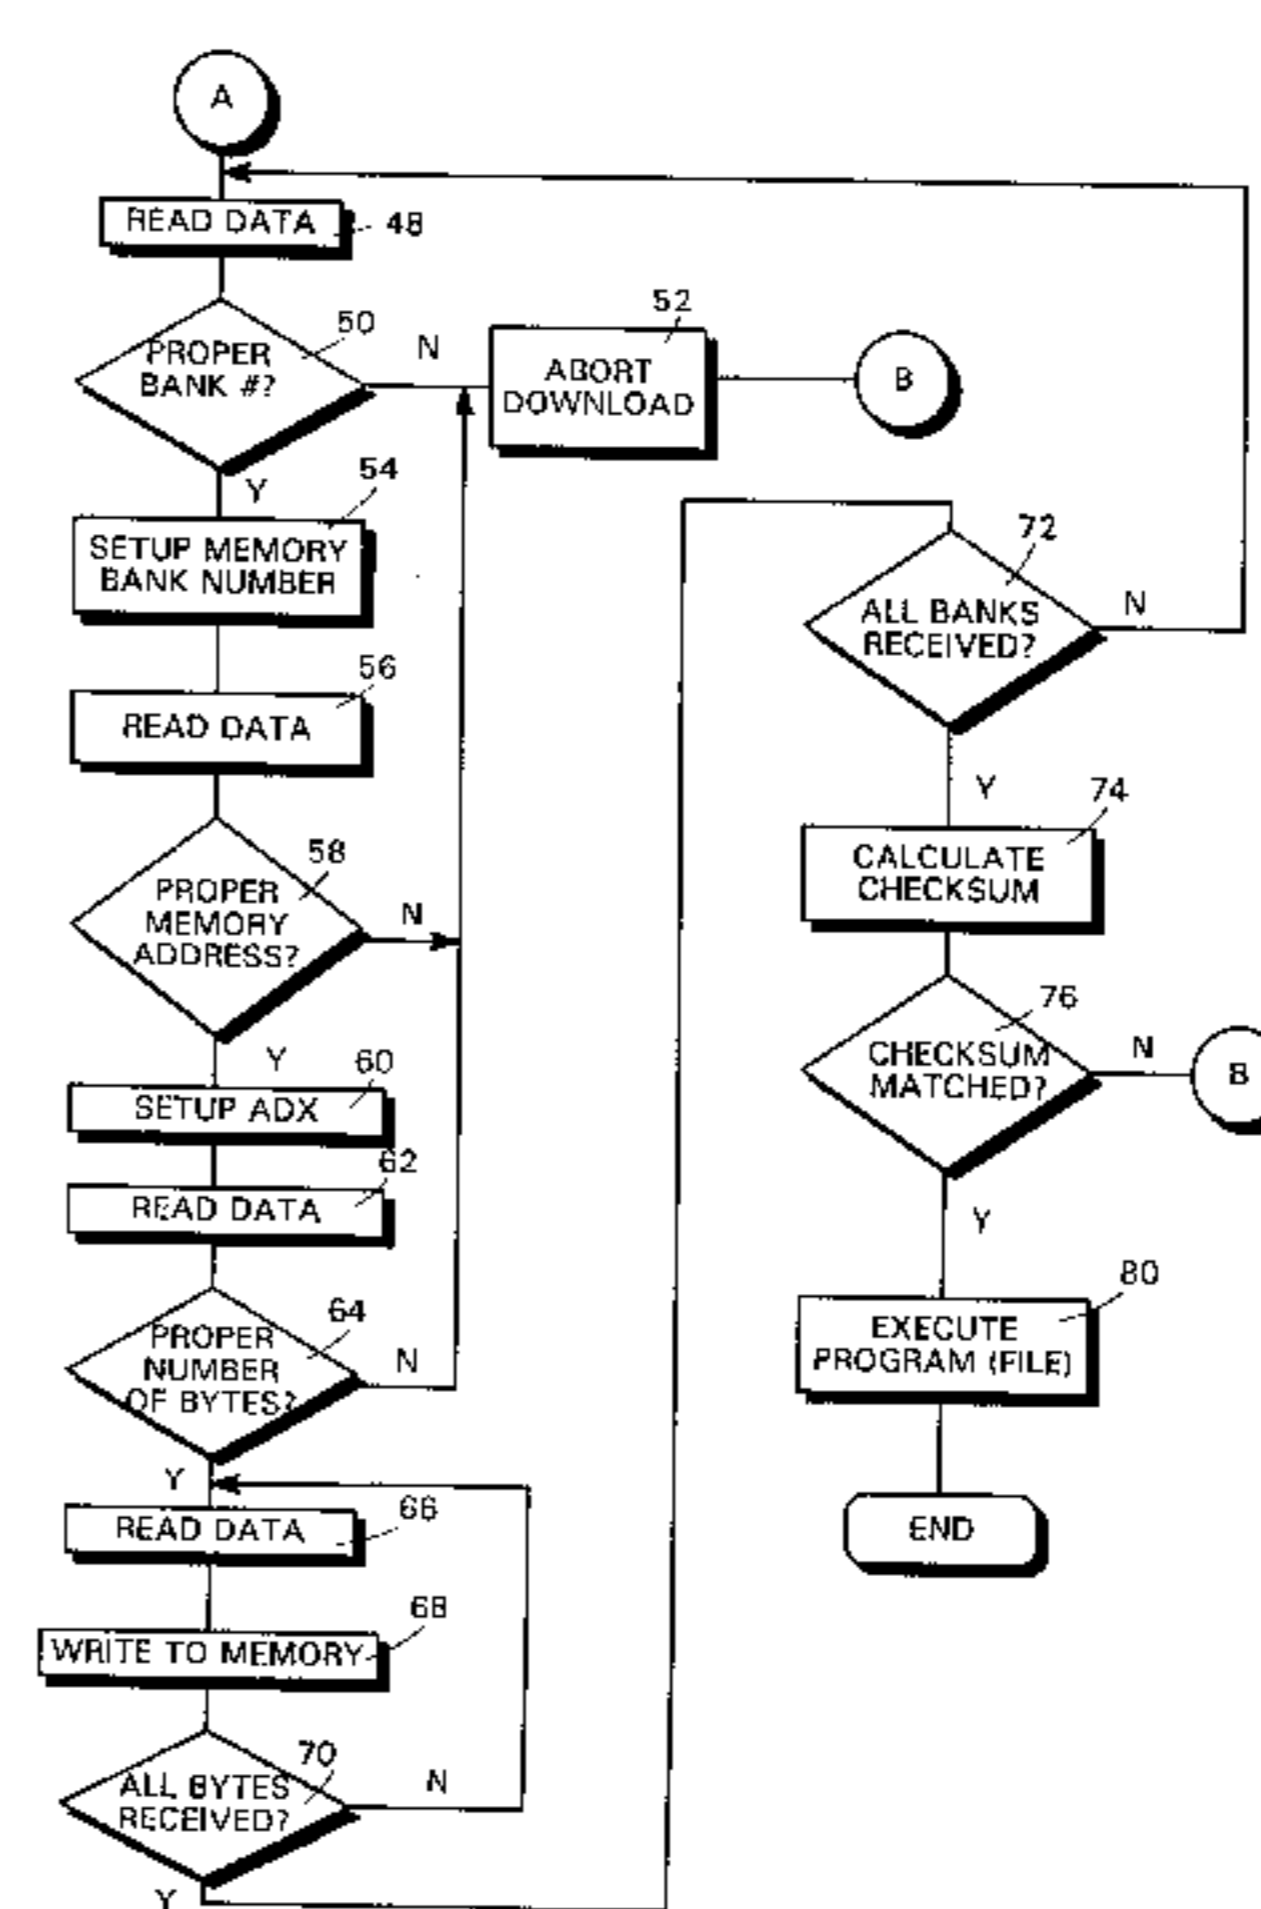 A
READ DATA
48
PROPER
BANK #?
50
N
52
ABORT
DOWNLOAD
B
Y
54
SETUP MEMORY
BANK NUMBER
56
READ DATA
58
PROPER
MEMORY
ADDRESS?
N
Y
60
SETUP ADX
62
READ DATA
64
PROPER
NUMBER
OF BYTES?
N
Y
READ DATA
66
68
WRITE TO MEMORY
70
ALL BYTES
RECEIVED?
N
Y
72
ALL BANKS
RECEIVED?
N
Y
74
CALCULATE
CHECKSUM
76
CHECKSUM
MATCHED?
N
B
Y
80
EXECUTE
PROGRAM (FILE)
END